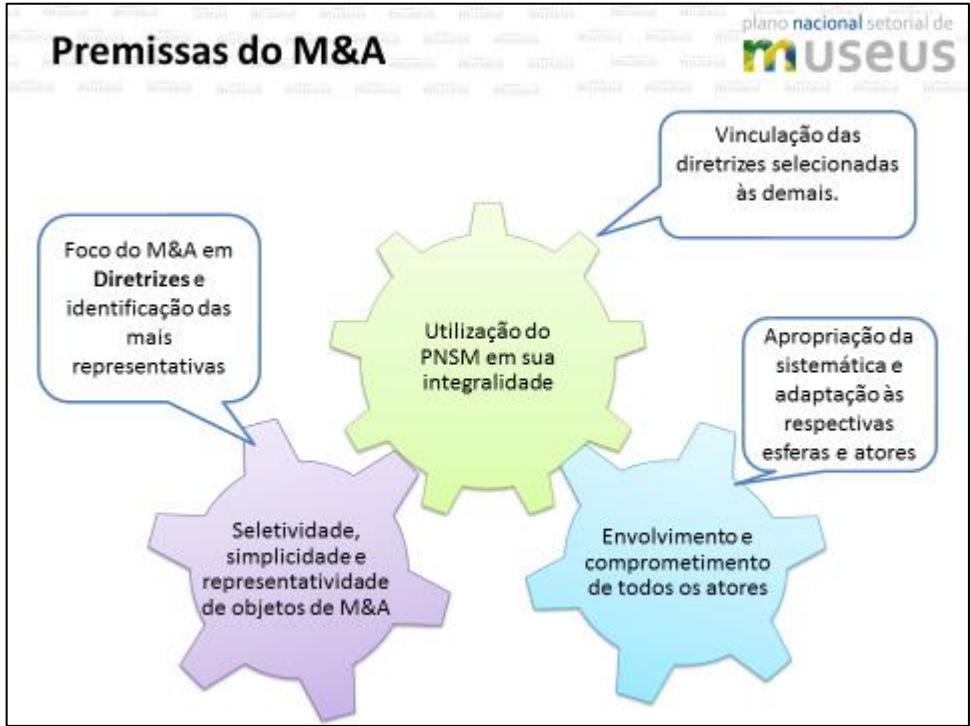 Premissas do M&A
plano nacional setorial de
museus
Vinculação das
diretrizes selecionadas
às demais.
Foco do M&A em
Diretrizes e
identificação das
mais
representativas
Utilização do
PNSM em sua
integralidade
Apropriação da
sistemática e
adaptação às
respectivas
esferas e atores
Seletividade,
simplicidade e
representatividade
de objetos de M&A
Envolvimento e
comprometimento
de todos os atores